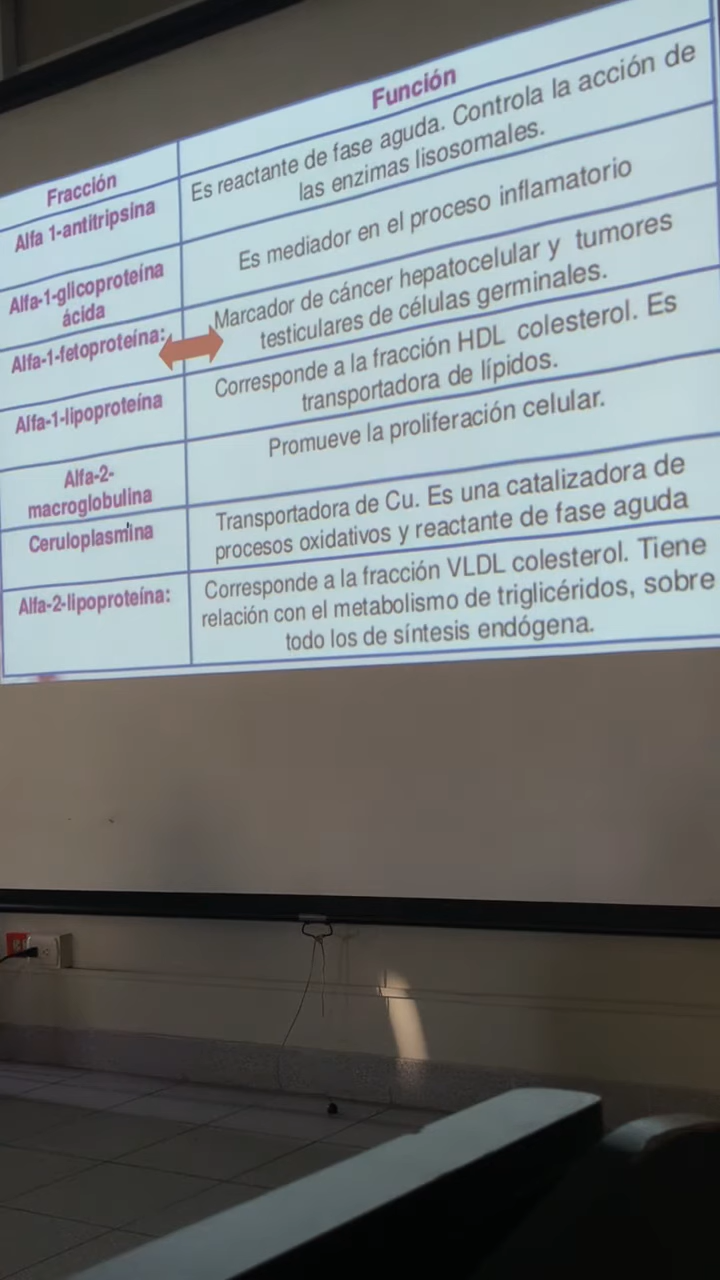 Fracción
Función
Alfa 1-antitripsina
Es reactante de fase aguda. Controla la acción de
las enzimas lisosomales.
Alfa-1-glicoproteína
ácida
Es mediador en el proceso inflamatorio
Alfa-1-fetoproteína:
Marcador de cáncer hepatocelular y tumores
testiculares de células germinales.
Alfa-1-lipoproteína
Corresponde a la fracción HDL colesterol. Es
transportadora de lípidos.
Alfa-2-
macroglobulina
Promueve la proliferación celular.
Ceruloplasmina
Transportadora de Cu. Es una catalizadora de
procesos oxidativos y reactante de fase aguda
Alfa-2-lipoproteína:
Corresponde a la fracción VLDL colesterol. Tiene
relación con el metabolismo de triglicéridos, sobre
todo los de síntesis endógena.